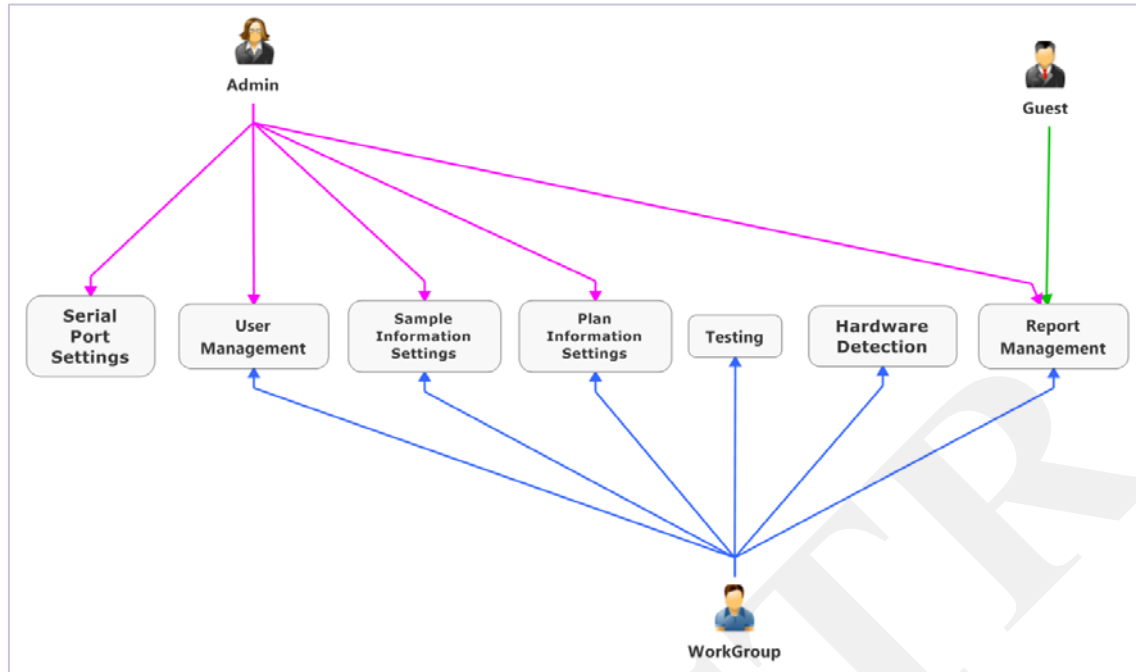 Admin
Guest
Serial
Port
Settings
User
Management
Sample
Information
Settings
Plan
Information
Settings
Testing
Hardware
Detection
Report
Management
WorkGroup
TR